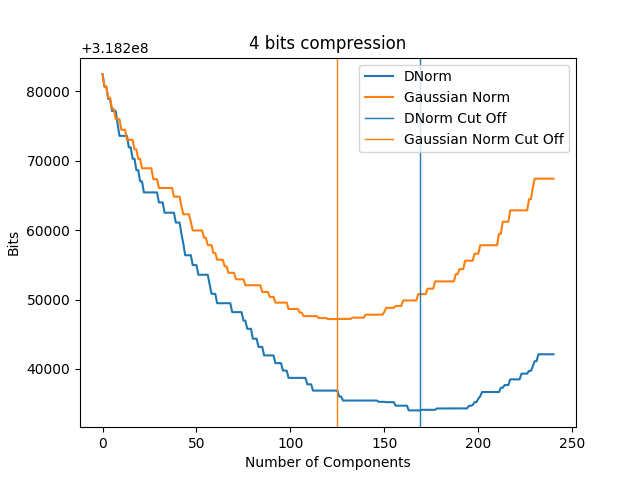 4 bits compression
+3.182e8
80000
70000
60000
50000
40000
Bits
DNorm
Gaussian Norm
DNorm Cut Off
Gaussian Norm Cut Off
0 50 100 150 200 250
Number of Components